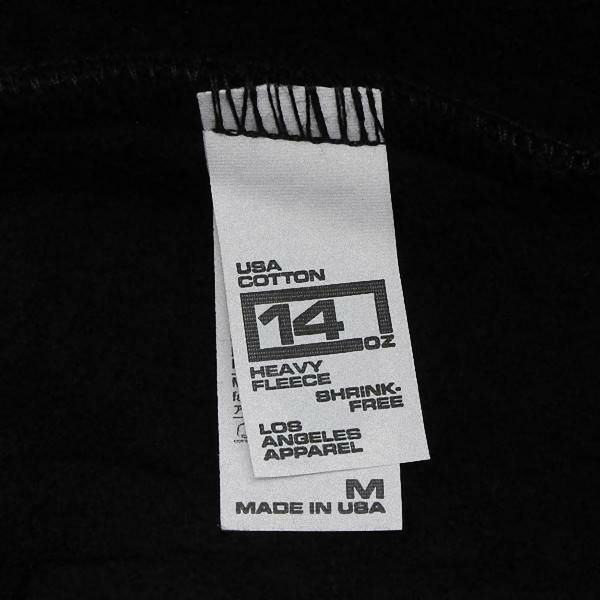 USA
COTTON
14
OZ
HEAVY
FLEECE
SHRINK-
FREE
LOS
ANGELES
APPAREL
M
MADE IN USA